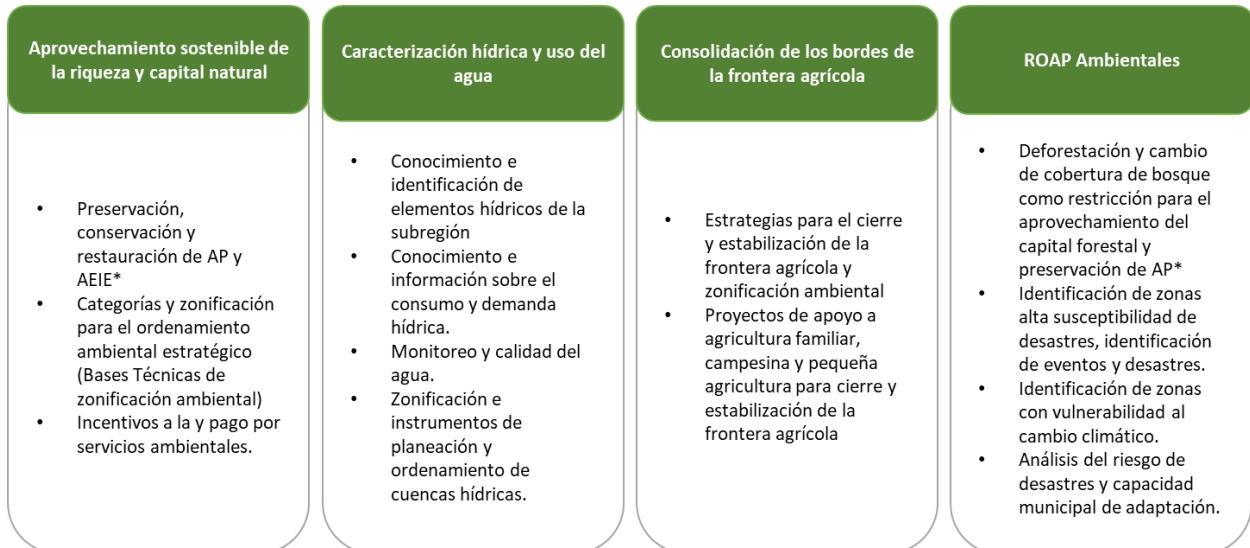 Aprovechamiento sostenible de
la riqueza y capital natural
• Preservación,
conservación y
restauración de AP y
AEIE*
• Categorías y zonificación
para el ordenamiento
ambiental estratégico
(Bases Técnicas de
zonificación ambiental)
• Incentivos a la y pago por
servicios ambientales.
Caracterización hídrica y uso del
agua
• Conocimiento e
identificación de
elementos hídricos de la
subregión
• Conocimiento e
información sobre el
consumo y demanda
hídrica.
• Monitoreo y calidad del
agua.
• Zonificación e
instrumentos de
planeación y
ordenamiento de
cuencas hídricas.
Consolidación de los bordes de
la frontera agrícola
• Estrategias para el cierre
y estabilización de la
frontera agrícola y
zonificación ambiental
• Proyectos de apoyo a
agricultura familiar,
campesina y pequeña
agricultura para cierre y
estabilización de la
frontera agrícola
ROAP Ambientales
• Deforestación y cambio
de cobertura de bosque
como restricción para el
aprovechamiento del
capital forestal y
preservación de AP*
• Identificación de zonas
alta susceptibilidad de
desastres, identificación
de eventos y desastres.
• Identificación de zonas
con vulnerabilidad al
cambio climático.
• Análisis del riesgo de
desastres y capacidad
municipal de adaptación.